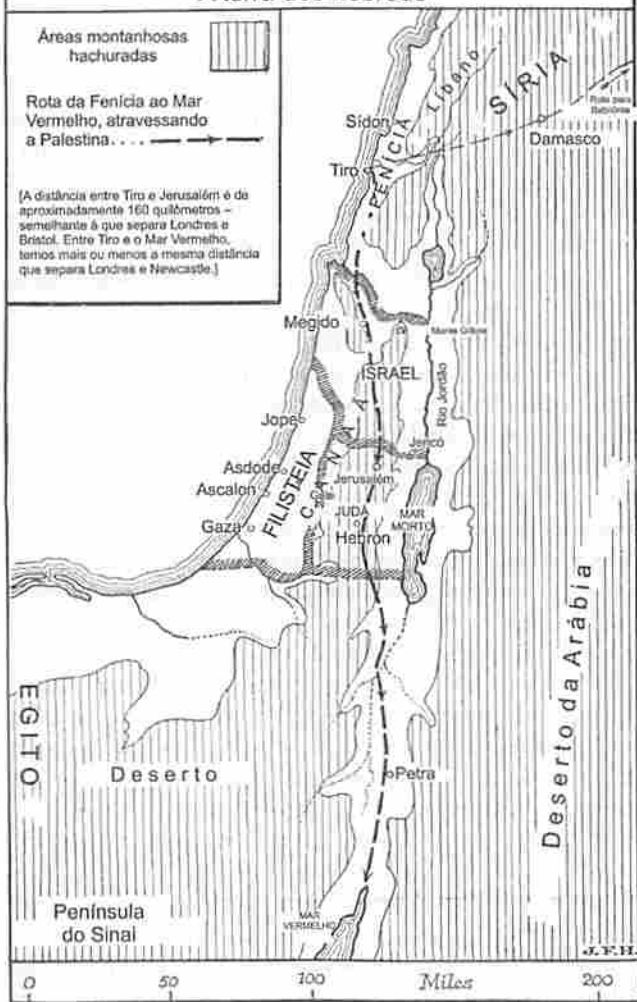 Áreas montanhosas
hachuradas
Rota da Fenícia ao Mar
Vermelho, atravessando
a Palestina....
[A distância entre Tiro e Jerusalém é de
aproximadamente 160 quilômetros –
semelhante à que separa Londres e
Bristol. Entre Tiro e o Mar Vermelho,
temos mais ou menos a mesma distância
que separa Londres e Newcastle.]
Líbano
SÍRIA
Rota para
Sídon
Damasco
FENÍCIA
Tiro
Megido
ISRAEL
Rio Jordão
CANAÃ
Jope
Jericó
Asdode
Jerusalém
Ascalon
FILISTEIA
JUDÁ
MAR
MORTO
Gaza
Hebron
Deserto da Arábia
EGITO
Deserto
Petra
Península
do Sinai
MAR
VERMELHO
J.F.H.
0 50 100 Miles 200